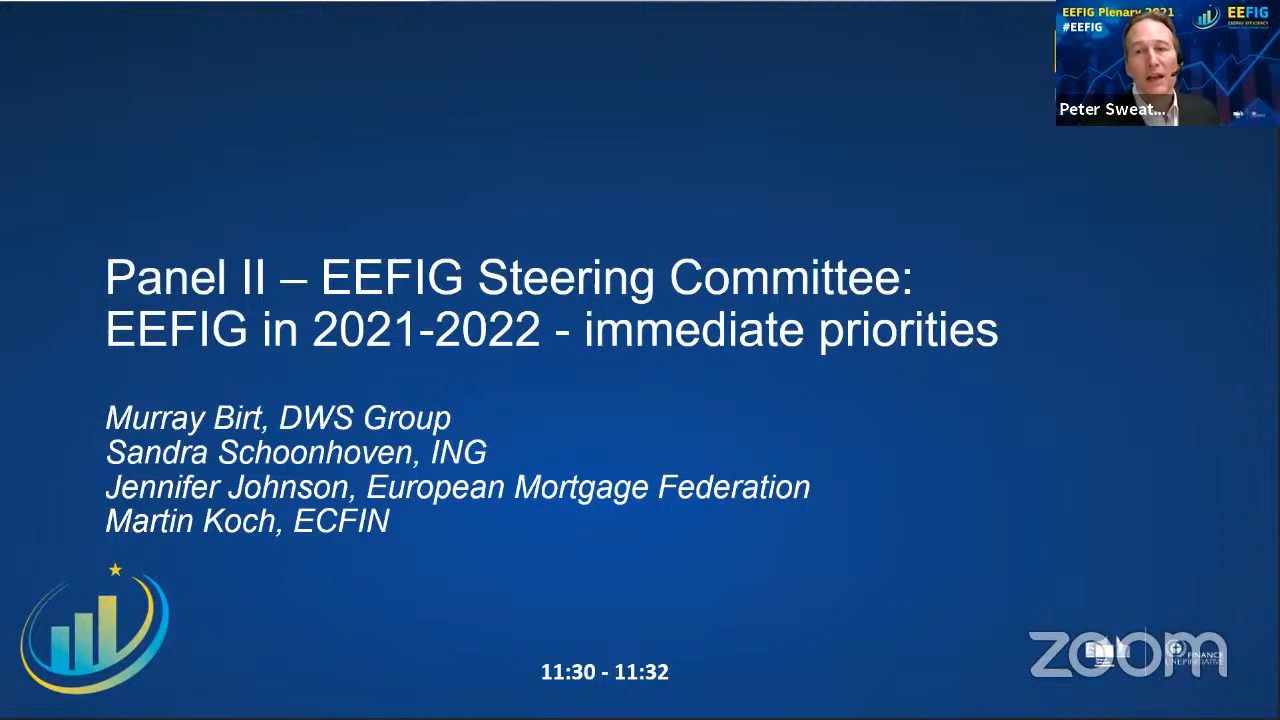 EEFIG Plenary 2021
#EEFIG
EEFIG
Peter Sweat...
Panel II – EEFIG Steering Committee:
EEFIG in 2021-2022 - immediate priorities
Murray Birt, DWS Group
Sandra Schoonhoven, ING
Jennifer Johnson, European Mortgage Federation
Martin Koch, ECFIN
11:30 - 11:32
zoom
FINANCE
INITIATIVE